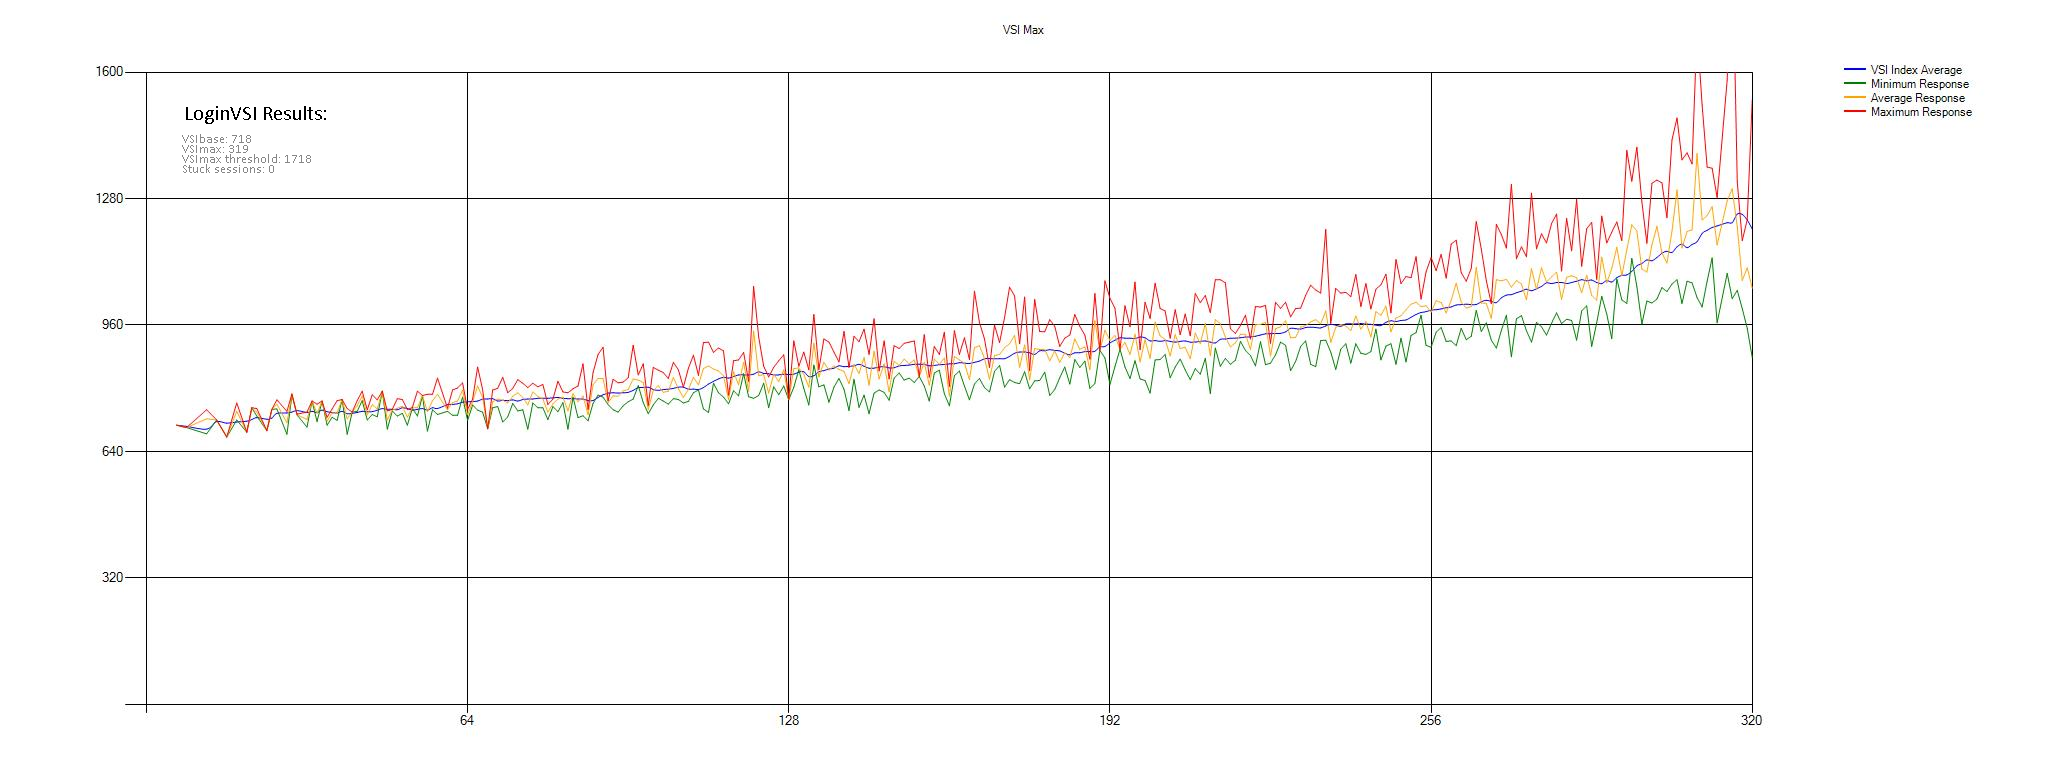 VSI Max
1600
1280
960
640
320
LoginVSI Results:
VSIbase: 718
VSImax: 319
VSImax threshold: 1718
Stuck sessions: 0
VSI Index Average
Minimum Response
Average Response
Maximum Response
64
128
192
256
320